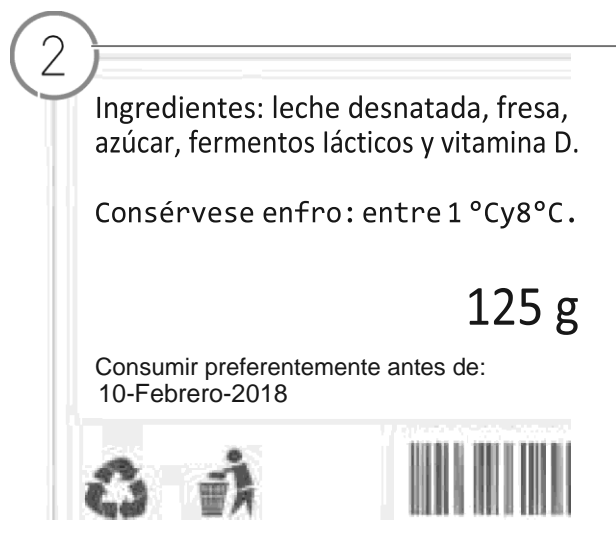 2
Ingredientes: leche desnatada, fresa,
azúcar, fermentos lácticos y vitamina D.
Consérvese enfro: entre 1 °Cy8°C.
125 g
Consumir preferentemente antes de:
10-Febrero-2018